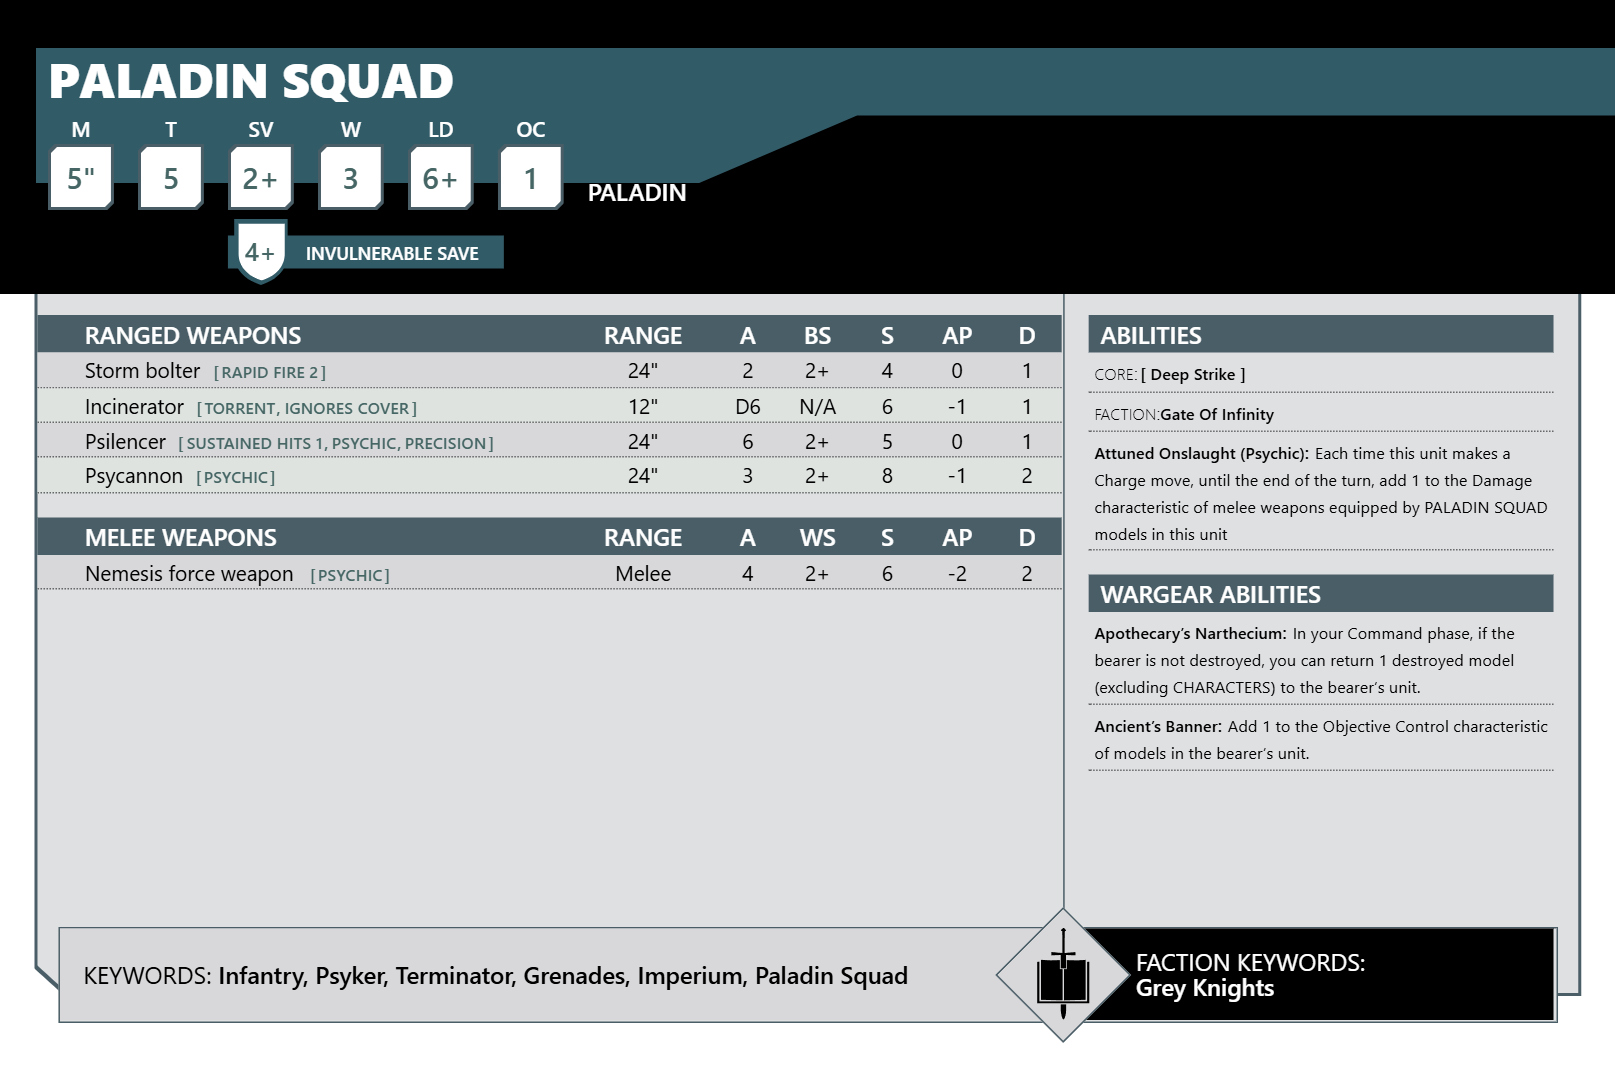 PALADIN SQUAD
M T SV W LD OC
5" 5 2+ 3 6+ 1 PALADIN
4+ INVULNERABLE SAVE
RANGED WEAPONS RANGE A BS S AP D
Storm bolter [RAPID FIRE 2] 24" 2 2+ 4 0 1
Incinerator [TORRENT, IGNORES COVER] 12" D6 N/A 6 -1 1
Psilencer [SUSTAINED HITS 1, PSYCHIC, PRECISION] 24" 6 2+ 5 0 1
Psycannon [PSYCHIC] 24" 3 2+ 8 -1 2
MELEE WEAPONS RANGE A WS S AP D
Nemesis force weapon [PSYCHIC] Melee 4 2+ 6 -2 2
ABILITIES
CORE: [ Deep Strike ]
FACTION:Gate Of Infinity
Attuned Onslaught (Psychic): Each time this unit makes a
Charge move, until the end of the turn, add 1 to the Damage
characteristic of melee weapons equipped by PALADIN SQUAD
models in this unit
WARGEAR ABILITIES
Apothecary's Narthecium: In your Command phase, if the
bearer is not destroyed, you can return 1 destroyed model
(excluding CHARACTERS) to the bearer's unit.
Ancient's Banner: Add 1 to the Objective Control characteristic
of models in the bearer's unit.
KEYWORDS: Infantry, Psyker, Terminator, Grenades, Imperium, Paladin Squad
FACTION KEYWORDS:
Grey Knights